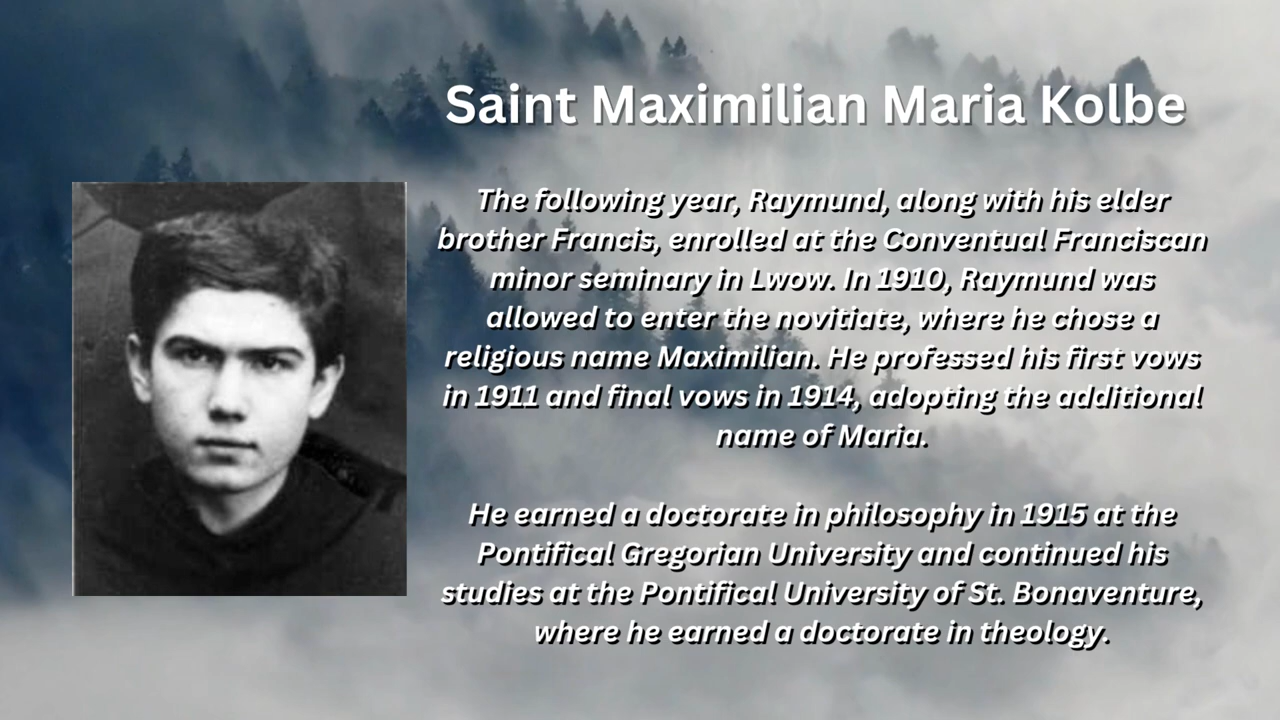 Saint Maximilian Maria Kolbe
The following year, Raymund, along with his elder
brother Francis, enrolled at the Conventual Franciscan
minor seminary in Lwow. In 1910, Raymund was
allowed to enter the novitiate, where he chose a
religious name Maximilian. He professed his first vows
in 1911 and final vows in 1914, adopting the additional
name of Maria.
He earned a doctorate in philosophy in 1915 at the
Pontifical Gregorian University and continued his
studies at the Pontifical University of St. Bonaventure,
where he earned a doctorate in theology.